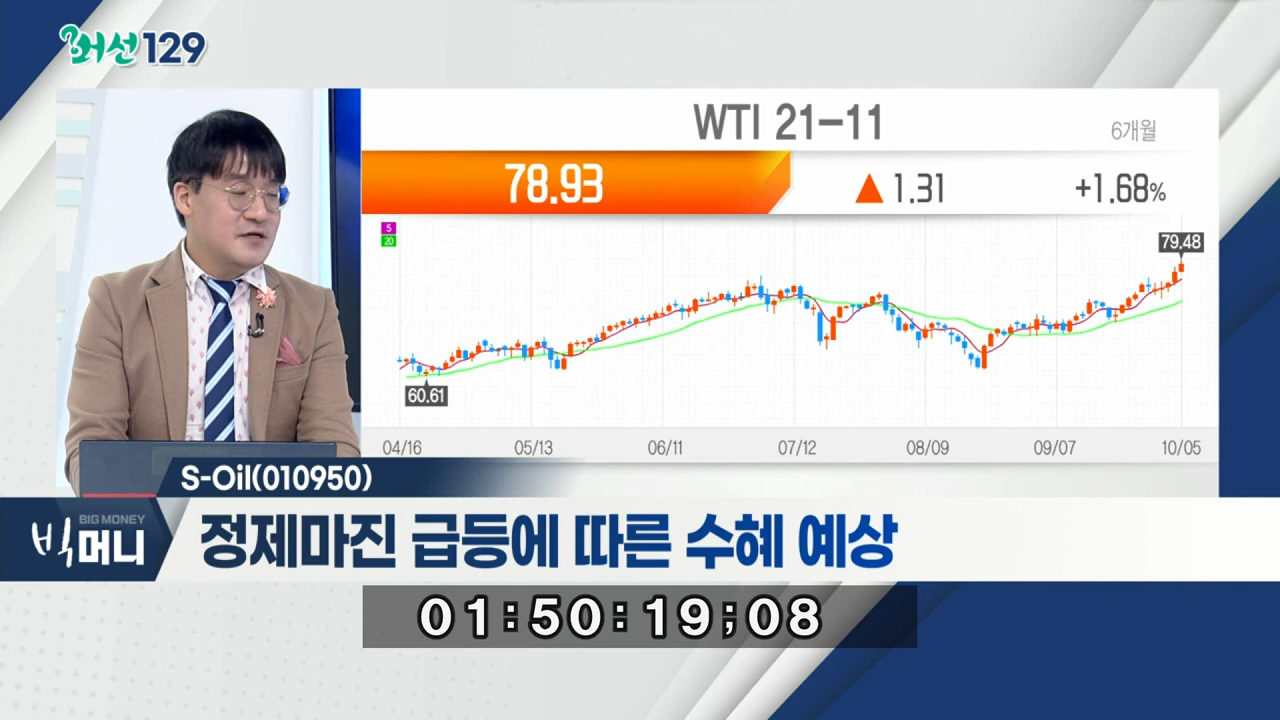 머선129
WTI 21-11
6개월
78.93
▲ 1.31
+1.68%
5
20
79.48
60.61
04/16 05/13 06/11 07/12 08/09 09/07 10/05
S-Oil(010950)
BIG MONEY
빅머니
정제마진 급등에 따른 수혜 예상
01:50:19;08